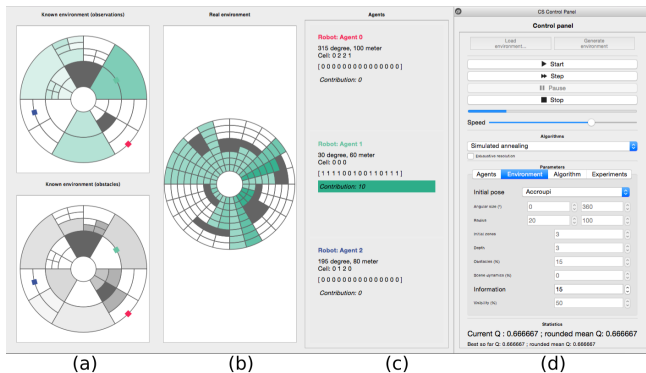 Known environment (observations)
Real environment
Agents
CS Control Panel
Control panel
Load
environment...
Generate
environment
Start
Step
Pause
Stop
Speed
Algorithms
Simulated annealing
Exhaustive resolution
Parameters
Agents Environment Algorithm Experiments
Initial pose Accroupi
Angular size (°) 0 360
20 100
Initial zones 3
Depth 3
Obstacles (%) 15
Scene dynamics (%) 0
Information 15
Visibility (%) 50
Statistics
Current Q : 0.666667 ; rounded mean Q: 0.666667
Best so far Q: 0.666667 ; rounded mean Q: 0.666667
Robot: Agent 0
315 degree, 100 meter
Cell: 0 2 2 1
[ 0 0 0 0 0 0 0 0 0 0 0 0 0 0 0 ]
Contribution: 0
Robot: Agent 1
30 degree, 60 meter
Cell: 0 0 0
[ 1 1 1 1 0 0 1 0 0 1 1 0 1 1 1 ]
Contribution: 10
Robot: Agent 2
195 degree, 80 meter
Cell: 0 1 2 0
[ 0 0 0 0 0 0 0 0 0 0 0 0 0 0 0 ]
Contribution: 0
Known environment (obstacles)
(a) (b) (c) (d)